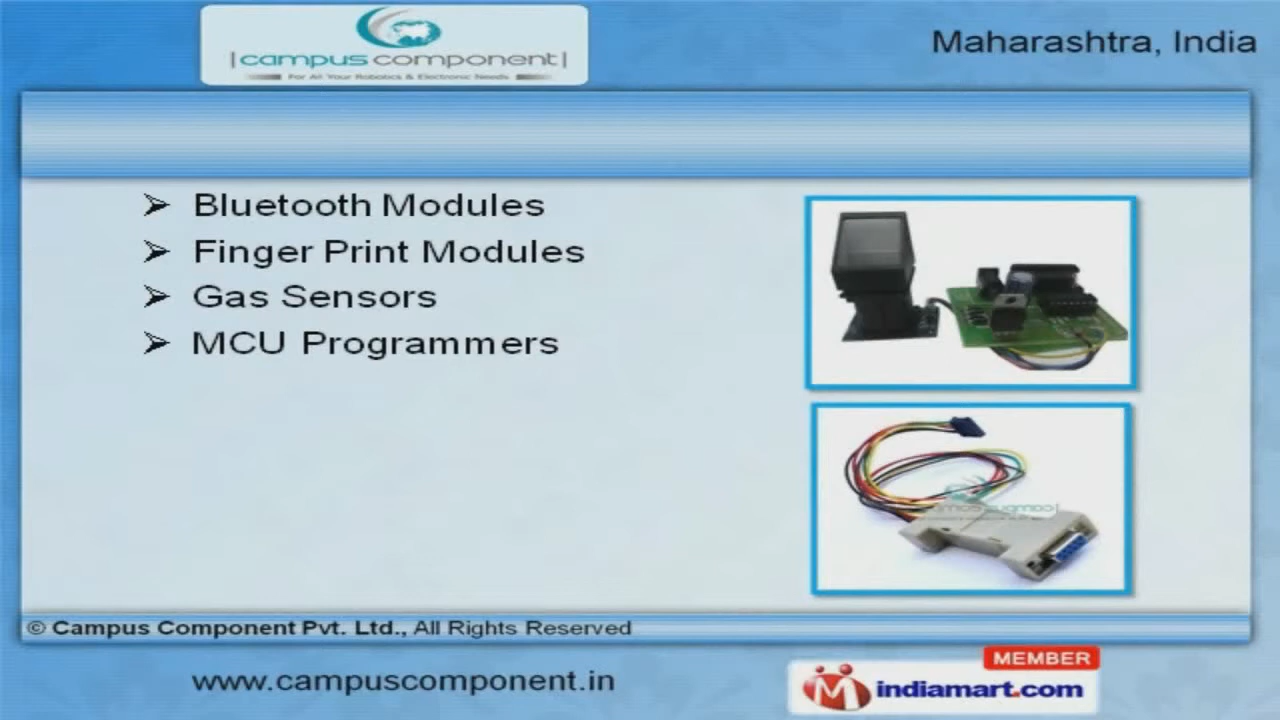 |campus component|
For All Your Robotics & Electronic Needs
Maharashtra, India
➢ Bluetooth Modules
➢ Finger Print Modules
➢ Gas Sensors
➢ MCU Programmers
© Campus Component Pvt. Ltd., All Rights Reserved
www.campuscomponent.in
MEMBER
indiamart.com